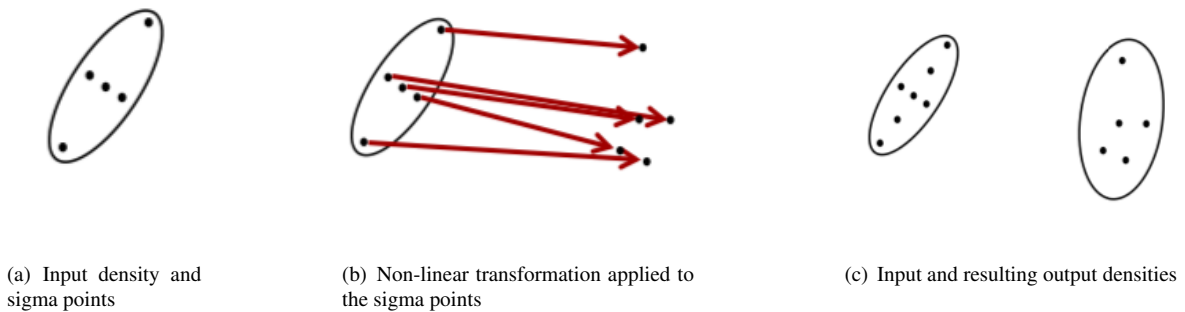 (a) Input density and
sigma points
(b) Non-linear transformation applied to
the sigma points
(c) Input and resulting output densities